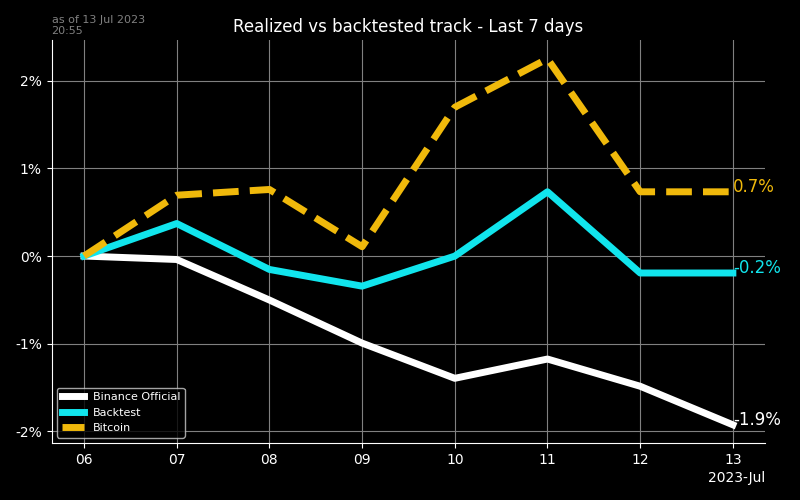 as of 13 Jul 2023
20:55
Realized vs backtested track - Last 7 days
2%
1%
0%
-1%
-2%
0.7%
-0.2%
-1.9%
Binance Official
Backtest
Bitcoin
06 07 08 09 10 11 12 13
2023-Jul